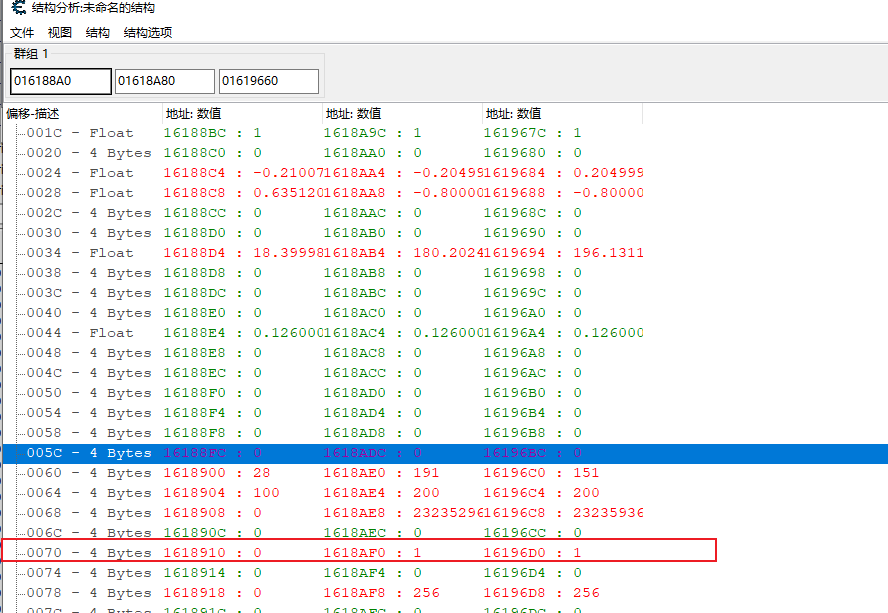 结构分析:未命名的结构
文件 视图 结构 结构选项
群组 1
016188A0 01618A80 01619660
偏移-描述 地址: 数值 地址: 数值 地址: 数值
001C - Float 16188BC : 1 1618A9C : 1 161967C : 1
0020 - 4 Bytes 16188C0 : 0 1618AA0 : 0 1619680 : 0
0024 - Float 16188C4 : -0.21007 1618AA4 : -0.20499 1619684 : 0.204999
0028 - Float 16188C8 : 0.635120 1618AA8 : -0.80000 1619688 : -0.80000
002C - 4 Bytes 16188CC : 0 1618AAC : 0 161968C : 0
0030 - 4 Bytes 16188D0 : 0 1618AB0 : 0 1619690 : 0
0034 - Float 16188D4 : 18.39998 1618AB4 : 180.2024 1619694 : 196.1311
0038 - 4 Bytes 16188D8 : 0 1618AB8 : 0 1619698 : 0
003C - 4 Bytes 16188DC : 0 1618ABC : 0 161969C : 0
0040 - 4 Bytes 16188E0 : 0 1618AC0 : 0 16196A0 : 0
0044 - Float 16188E4 : 0.126000 1618AC4 : 0.126000 16196A4 : 0.126000
0048 - 4 Bytes 16188E8 : 0 1618AC8 : 0 16196A8 : 0
004C - 4 Bytes 16188EC : 0 1618ACC : 0 16196AC : 0
0050 - 4 Bytes 16188F0 : 0 1618AD0 : 0 16196B0 : 0
0054 - 4 Bytes 16188F4 : 0 1618AD4 : 0 16196B4 : 0
0058 - 4 Bytes 16188F8 : 0 1618AD8 : 0 16196B8 : 0
005C - 4 Bytes 16188FC : 0 1618ADC : 0 16196BC : 0
0060 - 4 Bytes 1618900 : 28 1618AE0 : 191 16196C0 : 151
0064 - 4 Bytes 1618904 : 100 1618AE4 : 200 16196C4 : 200
0068 - 4 Bytes 1618908 : 0 1618AE8 : 23235296 16196C8 : 23235936
006C - 4 Bytes 161890C : 0 1618AEC : 0 16196CC : 0
0070 - 4 Bytes 1618910 : 0 1618AF0 : 1 16196D0 : 1
0074 - 4 Bytes 1618914 : 0 1618AF4 : 0 16196D4 : 0
0078 - 4 Bytes 1618918 : 0 1618AF8 : 256 16196D8 : 256
007C - 4 Bytes 161891C : 0 1618AFC : 0 16196DC : 0